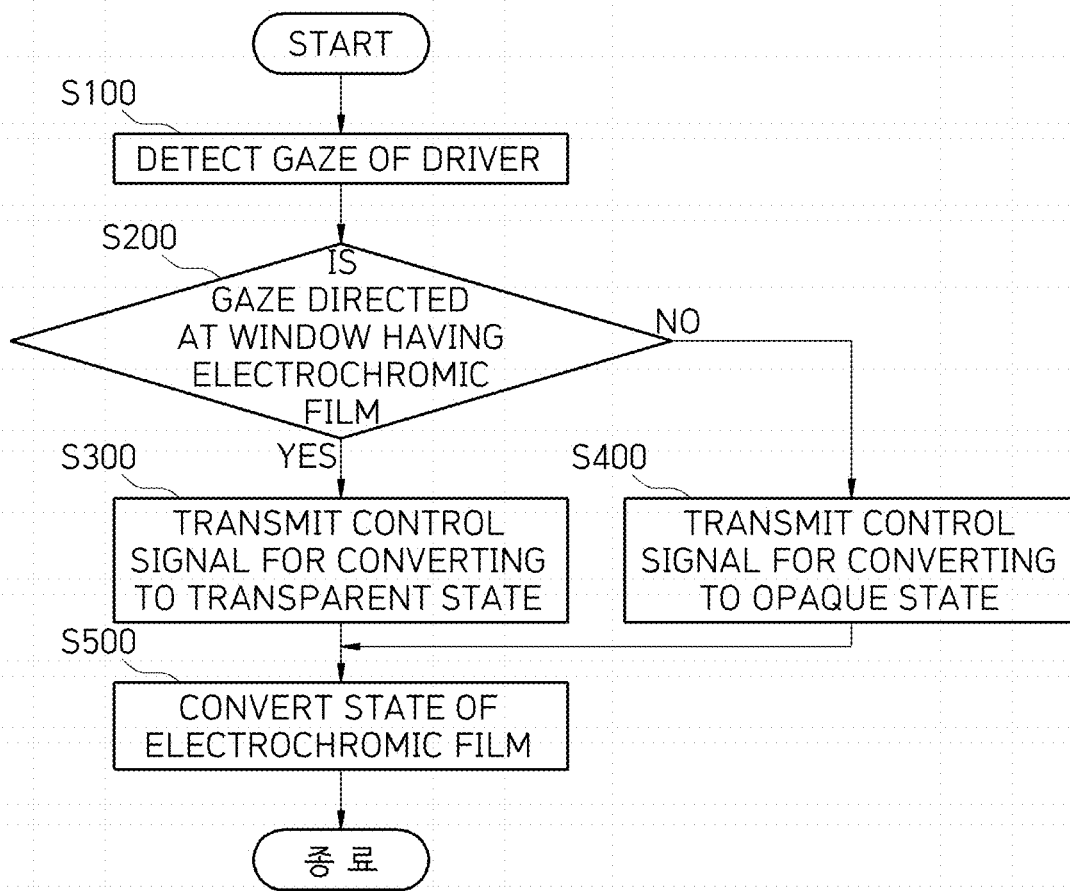 START
S100
DETECT GAZE OF DRIVER
S200
IS
GAZE DIRECTED
AT WINDOW HAVING
ELECTROCHROMIC
FILM
NO
YES
S300
TRANSMIT CONTROL
SIGNAL FOR CONVERTING
TO TRANSPARENT STATE
S400
TRANSMIT CONTROL
SIGNAL FOR CONVERTING
TO OPAQUE STATE
S500
CONVERT STATE OF
ELECTROCHROMIC FILM
종 료